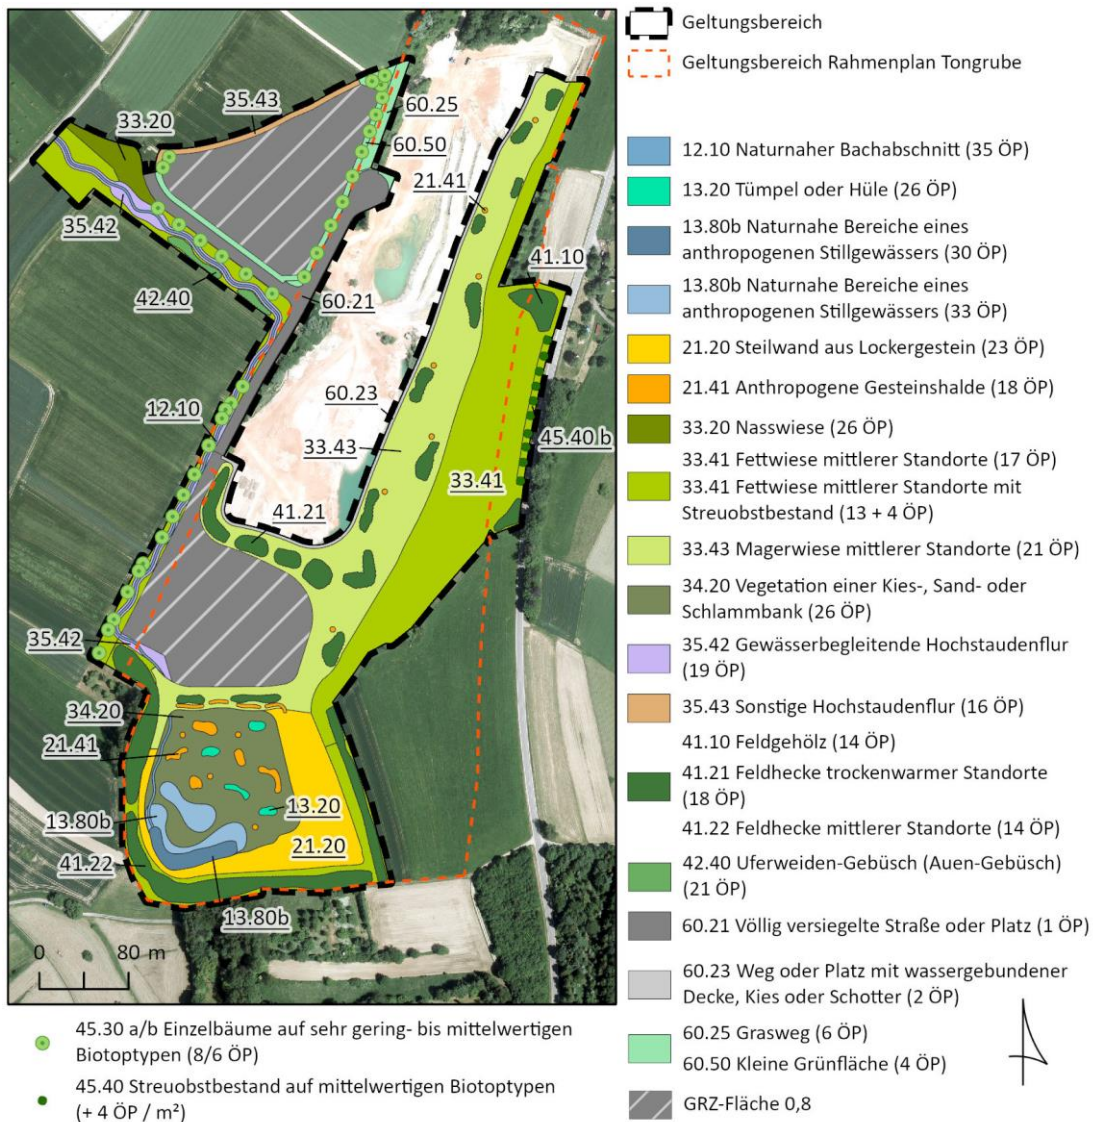 Geltungsbereich
Geltungsbereich Rahmenplan Tongrube
12.10 Naturnaher Bachabschnitt (35 ÖP)
13.20 Tümpel oder Hüle (26 ÖP)
13.80b Naturnahe Bereiche eines
anthropogenen Stillgewässers (30 ÖP)
13.80b Naturnahe Bereiche eines
anthropogenen Stillgewässers (33 ÖP)
21.20 Steilwand aus Lockergestein (23 ÖP)
21.41 Anthropogene Gesteinshalde (18 ÖP)
33.20 Nasswiese (26 ÖP)
33.41 Fettwiese mittlerer Standorte (17 ÖP)
33.41 Fettwiese mittlerer Standorte mit
Streuobstbestand (13 + 4 ÖP)
33.43 Magerwiese mittlerer Standorte (21 ÖP)
34.20 Vegetation einer Kies-, Sand- oder
Schlammbank (26 ÖP)
35.42 Gewässerbegleitende Hochstaudenflur
(19 ÖP)
35.43 Sonstige Hochstaudenflur (16 ÖP)
41.10 Feldgehölz (14 ÖP)
41.21 Feldhecke trockenwarmer Standorte
(18 ÖP)
41.22 Feldhecke mittlerer Standorte (14 ÖP)
42.40 Uferweiden-Gebüsch (Auen-Gebüsch)
(21 ÖP)
60.21 Völlig versiegelte Straße oder Platz (1 ÖP)
60.23 Weg oder Platz mit wassergebundener
Decke, Kies oder Schotter (2 ÖP)
60.25 Grasweg (6 ÖP)
60.50 Kleine Grünfläche (4 ÖP)
GRZ-Fläche 0,8
35.43
33.20
60.25
60.50
21.41
35.42
41.10
42.40
60.21
60.23
12.10
33.43
45.40 b
33.41
41.21
35.42
34.20
21.41
13.20
13.80b
21.20
41.22
13.80b
0 80 m
45.30 a/b Einzelbäume auf sehr gering- bis mittelwertigen
Biotoptypen (8/6 ÖP)
45.40 Streuobstbestand auf mittelwertigen Biotoptypen
(+ 4 ÖP / m²)